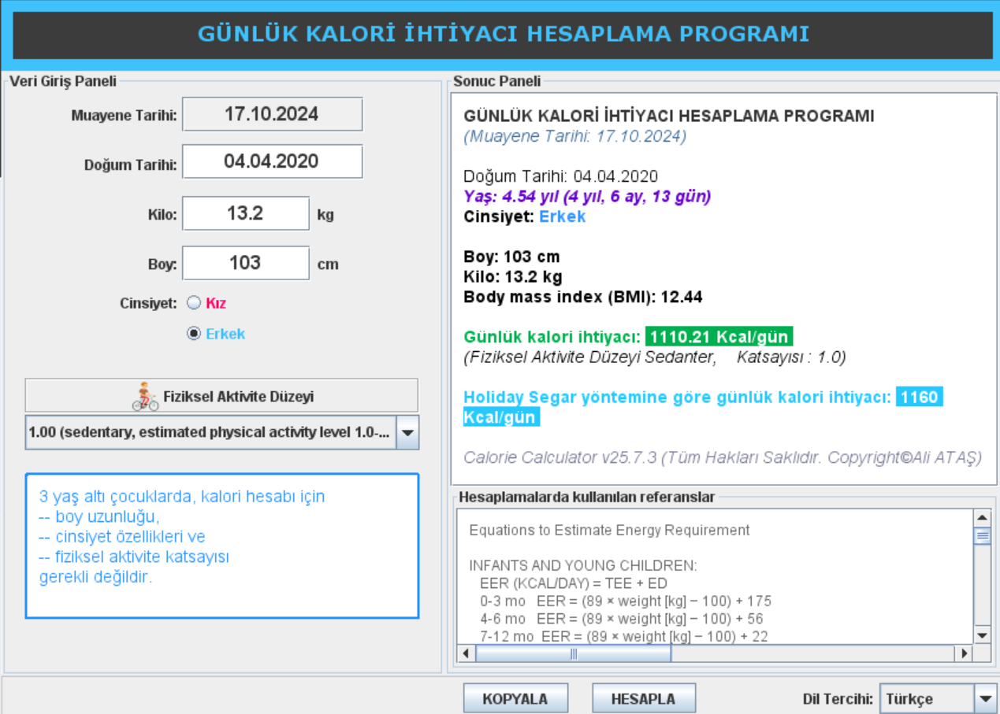 GÜNLÜK KALORİ İHTİYACI HESAPLAMA PROGRAMI
Veri Giriş Paneli
Muayene Tarihi: 17.10.2024
Doğum Tarihi: 04.04.2020
Kilo: 13.2 kg
Boy: 103 cm
Cinsiyet: Kız
Erkek
Fiziksel Aktivite Düzeyi
1.00 (sedentary, estimated physical activity level 1.0-...
3 yaş altı çocuklarda, kalori hesabı için
-- boy uzunluğu,
-- cinsiyet özellikleri ve
-- fiziksel aktivite katsayısı
gerekli değildir.
Sonuc Paneli
GÜNLÜK KALORİ İHTİYACI HESAPLAMA PROGRAMI
(Muayene Tarihi: 17.10.2024)
Doğum Tarihi: 04.04.2020
Yaş: 4.54 yıl (4 yıl, 6 ay, 13 gün)
Cinsiyet: Erkek
Boy: 103 cm
Kilo: 13.2 kg
Body mass index (BMI): 12.44
Günlük kalori ihtiyacı: 1110.21 Kcal/gün
(Fiziksel Aktivite Düzeyi Sedanter, Katsayısı : 1.0)
Holiday Segar yöntemine göre günlük kalori ihtiyacı: 1160
Kcal/gün
Calorie Calculator v25.7.3 (Tüm Hakları Saklıdır. Copyright©Ali ATAŞ)
Hesaplamalarda kullanılan referanslar
Equations to Estimate Energy Requirement
INFANTS AND YOUNG CHILDREN:
EER (KCAL/DAY) = TEE + ED
0-3 mo EER = (89 × weight [kg] – 100) + 175
4-6 mo EER = (89 × weight [kg] – 100) + 56
7-12 mo EER = (89 × weight [kg] – 100) + 22
KOPYALA
HESAPLA
Dil Tercihi: Türkçe